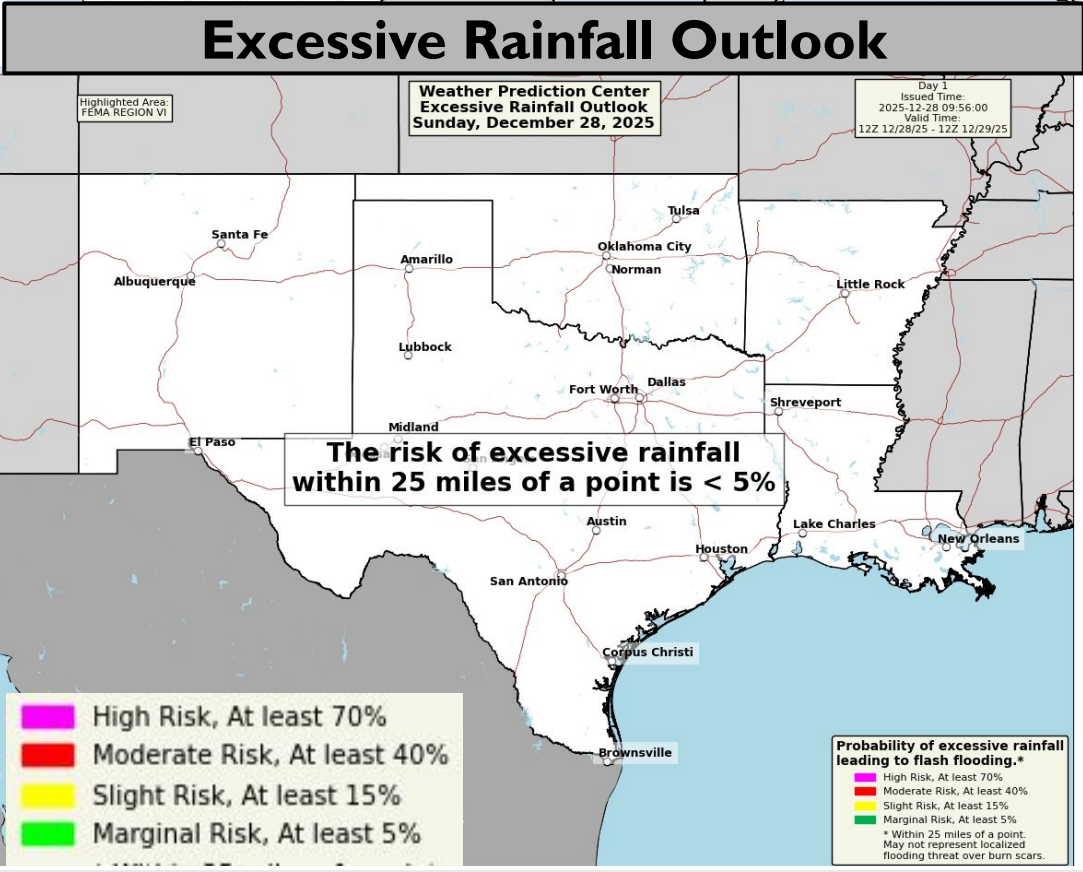 Excessive Rainfall Outlook
Highlighted Area:
FEMA REGION VI
Weather Prediction Center
Excessive Rainfall Outlook
Sunday, December 28, 2025
Day 1
Issued Time:
2025-12-28 09:56:00
Valid Time:
12Z 12/28/25 - 12Z 12/29/25
Tulsa
Santa Fe
Oklahoma City
Amarillo
Norman
Albuquerque
Little Rock
Lubbock
Dallas
Fort Worth
Shreveport
Midland
El Paso
The risk of excessive rainfall
within 25 miles of a point is < 5%
Austin
Lake Charles
New Orleans
Houston
San Antonio
Corpus Christi
Brownsville
High Risk, At least 70%
Moderate Risk, At least 40%
Slight Risk, At least 15%
Marginal Risk, At least 5%
Probability of excessive rainfall
leading to flash flooding.*
High Risk, At least 70%
Moderate Risk, At least 40%
Slight Risk, At least 15%
Marginal Risk, At least 5%
* Within 25 miles of a point.
May not represent localized
flooding threat over burn scars.